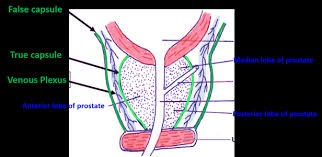 False capsule
True capsule
Median lobe of prostate
Venous Plexus
Anterior lobe of prostate
Posterior lobe of prostate
U